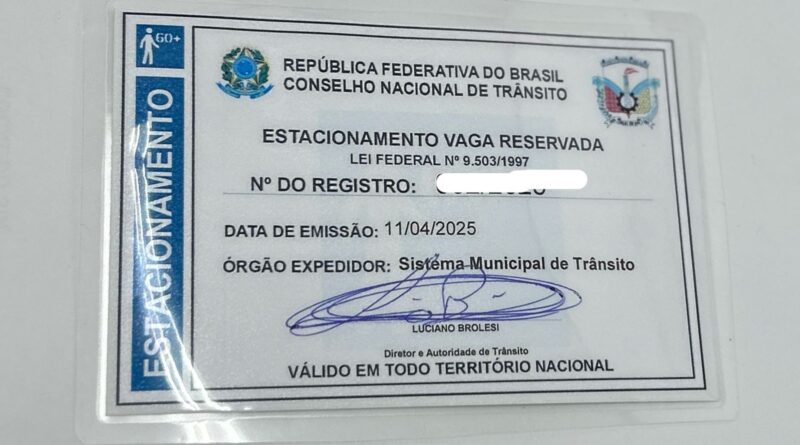 60+
ESTACIONAMENTO
REPÚBLICA FEDERATIVA DO BRASIL
CONSELHO NACIONAL DE TRÂNSITO
ESTACIONAMENTO VAGA RESERVADA
LEI FEDERAL Nº 9.503/1997
Nº DO REGISTRO:
DATA DE EMISSÃO: 11/04/2025
ÓRGÃO EXPEDIDOR: Sistema Municipal de Trânsito
LUCIANO BROLESI
Diretor e Autoridade de Trânsito
VÁLIDO EM TODO TERRITÓRIO NACIONAL